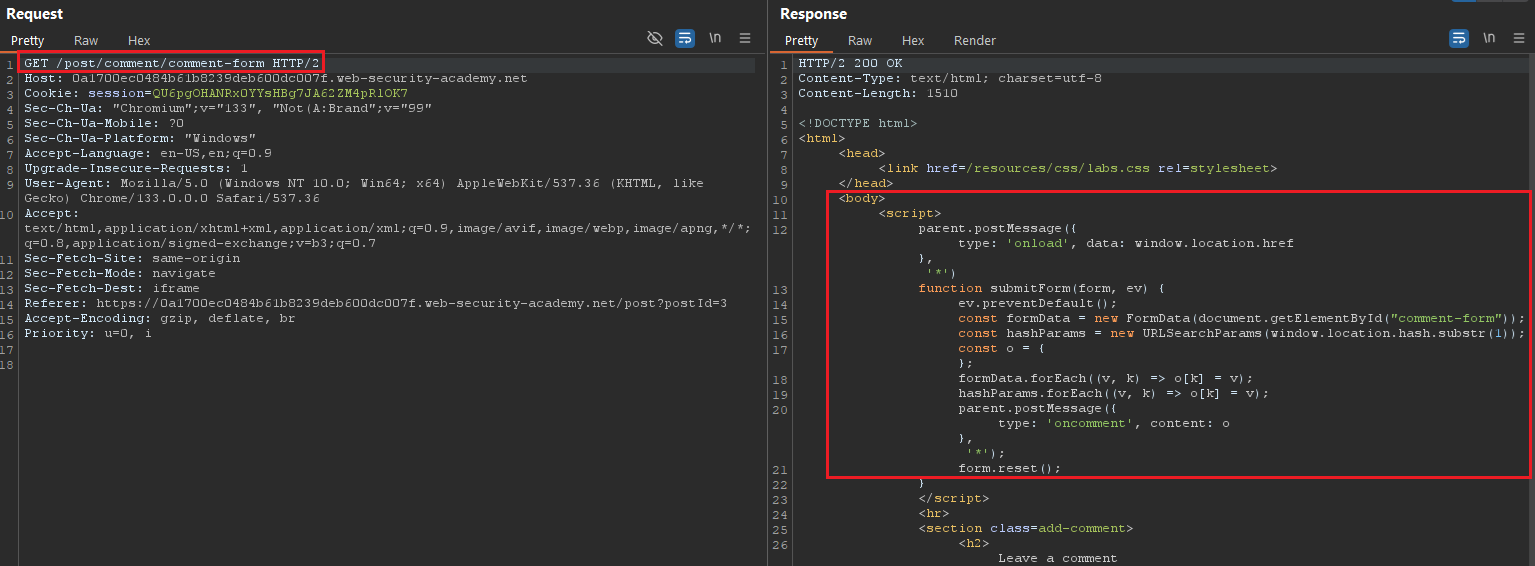 Request
Pretty Raw Hex \n
1 GET /post/comment/comment-form HTTP/2
2 Host: 0a1700ec0484b61b8239deb600dc007f.web-security-academy.net
3 Cookie: session=QU6pgOHANRx0YYsHBg7JA62ZM4pRlOK7
4 Sec-Ch-Ua: "Chromium";v="133", "Not(A:Brand";v="99"
5 Sec-Ch-Ua-Mobile: ?0
6 Sec-Ch-Ua-Platform: "Windows"
7 Accept-Language: en-US,en;q=0.9
8 Upgrade-Insecure-Requests: 1
9 User-Agent: Mozilla/5.0 (Windows NT 10.0; Win64; x64) AppleWebKit/537.36 (KHTML, like
Gecko) Chrome/133.0.0.0 Safari/537.36
10 Accept:
text/html,application/xhtml+xml,application/xml;q=0.9,image/avif,image/webp,image/apng,*/*;
q=0.8,application/signed-exchange;v=b3;q=0.7
11 Sec-Fetch-Site: same-origin
12 Sec-Fetch-Mode: navigate
13 Sec-Fetch-Dest: iframe
14 Referer: https://0a1700ec0484b61b8239deb600dc007f.web-security-academy.net/post?postId=3
15 Accept-Encoding: gzip, deflate, br
16 Priority: u=0, i
17
18
Response
Pretty Raw Hex Render \n
1 HTTP/2 200 OK
2 Content-Type: text/html; charset=utf-8
3 Content-Length: 1510
4
5 <!DOCTYPE html>
6 <html>
7 <head>
8 <link href=/resources/css/labs.css rel=stylesheet>
9 </head>
10 <body>
11 <script>
12 parent.postMessage({
type: 'onload', data: window.location.href
},
'*')
13 function submitForm(form, ev) {
14 ev.preventDefault();
15 const formData = new FormData(document.getElementById("comment-form"));
16 const hashParams = new URLSearchParams(window.location.hash.substr(1));
17 const o = {
};
18 formData.forEach((v, k) => o[k] = v);
19 hashParams.forEach((v, k) => o[k] = v);
20 parent.postMessage({
type: 'oncomment', content: o
},
'*');
21 form.reset();
22 }
23 </script>
24 <hr>
25 <section class=add-comment>
26 <h2>
Leave a comment